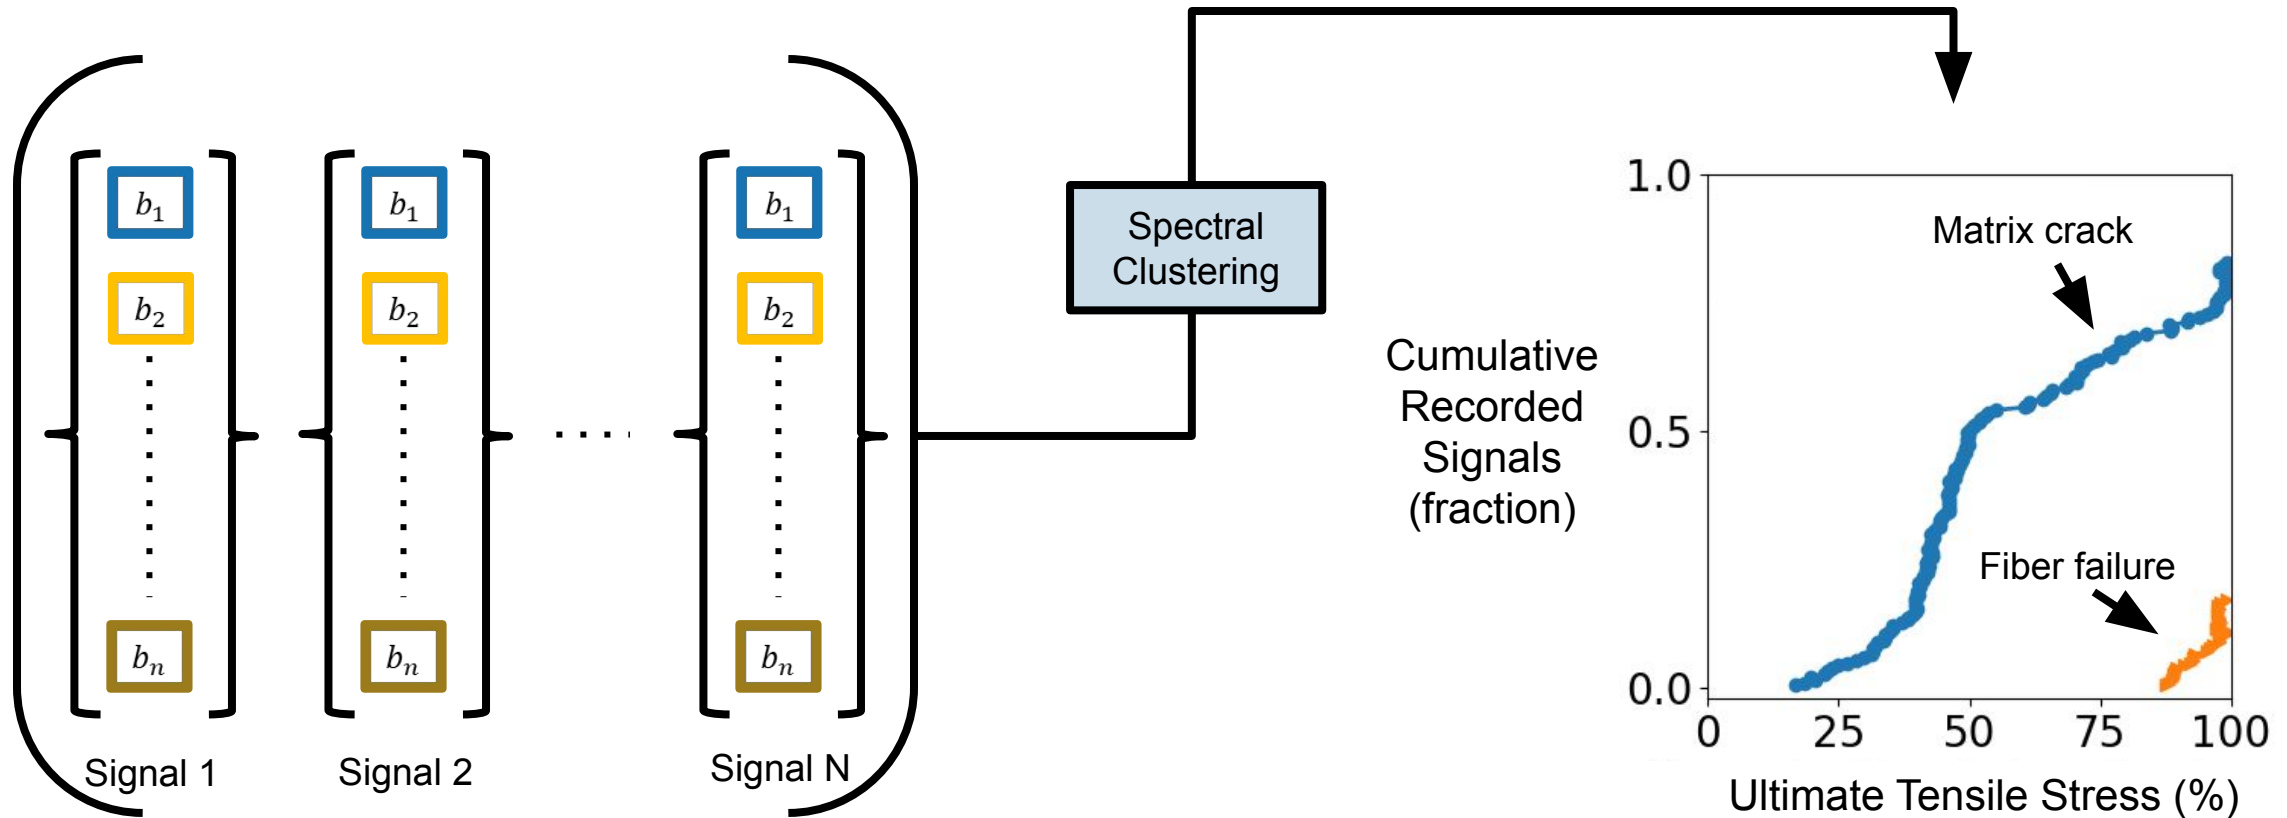 b₁ b₁ b₁
b₂ b₂ b₂
bₙ bₙ bₙ
Signal 1 Signal 2 Signal N
Spectral
Clustering
Cumulative
Recorded
Signals
(fraction)
1.0
0.5
0.0
Matrix crack
Fiber failure
0 25 50 75 100
Ultimate Tensile Stress (%)